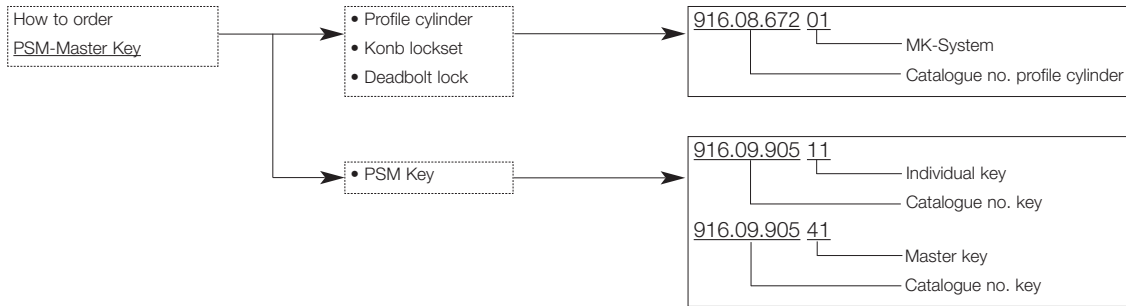 How to order
PSM-Master Key
• Profile cylinder
• Konb lockset
• Deadbolt lock
916.08.672 01
MK-System
Catalogue no. profile cylinder
• PSM Key
916.09.905 11
Individual key
Catalogue no. key
916.09.905 41
Master key
Catalogue no. key